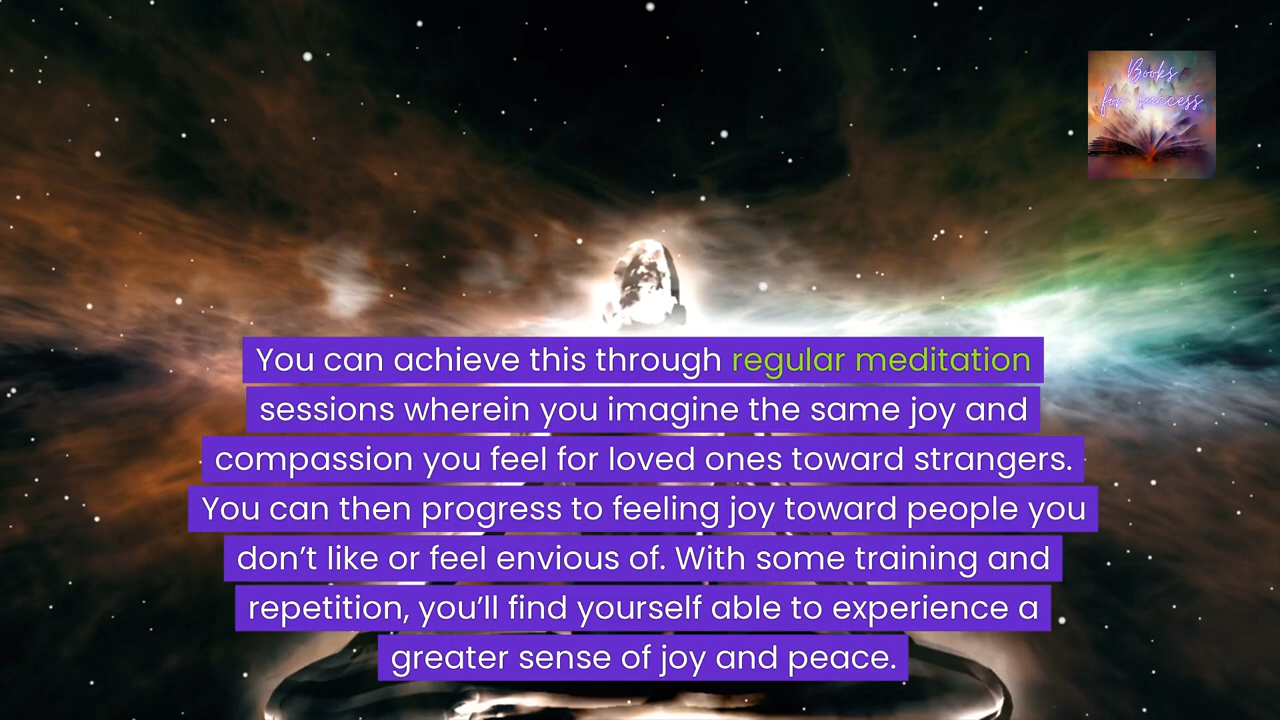 Books
for success
You can achieve this through regular meditation
sessions wherein you imagine the same joy and
compassion you feel for loved ones toward strangers.
You can then progress to feeling joy toward people you
don’t like or feel envious of. With some training and
repetition, you’ll find yourself able to experience a
greater sense of joy and peace.